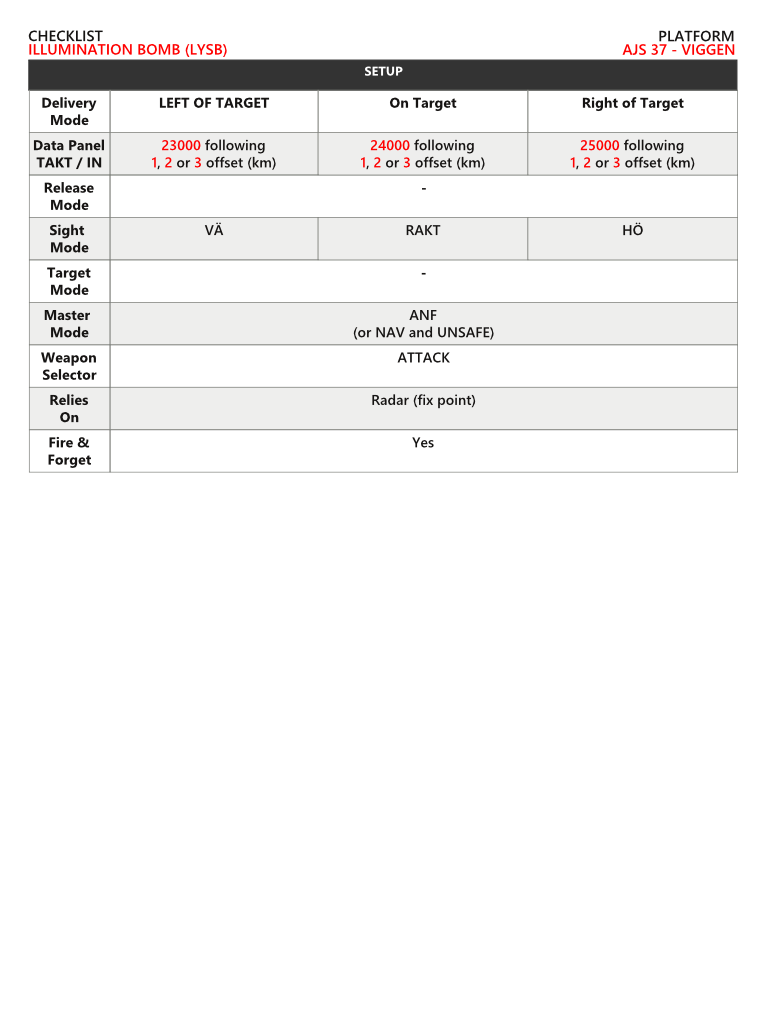 CHECKLIST PLATFORM
ILLUMINATION BOMB (LYSB) AJS 37 - VIGGEN
SETUP
Delivery Mode LEFT OF TARGET On Target Right of Target
Data Panel TAKT / IN 23000 following 1, 2 or 3 offset (km) 24000 following 1, 2 or 3 offset (km) 25000 following 1, 2 or 3 offset (km)
Release Mode -
Sight Mode VÄ RAKT HÖ
Target Mode -
Master Mode ANF (or NAV and UNSAFE)
Weapon Selector ATTACK
Relies On Radar (fix point)
Fire & Forget Yes